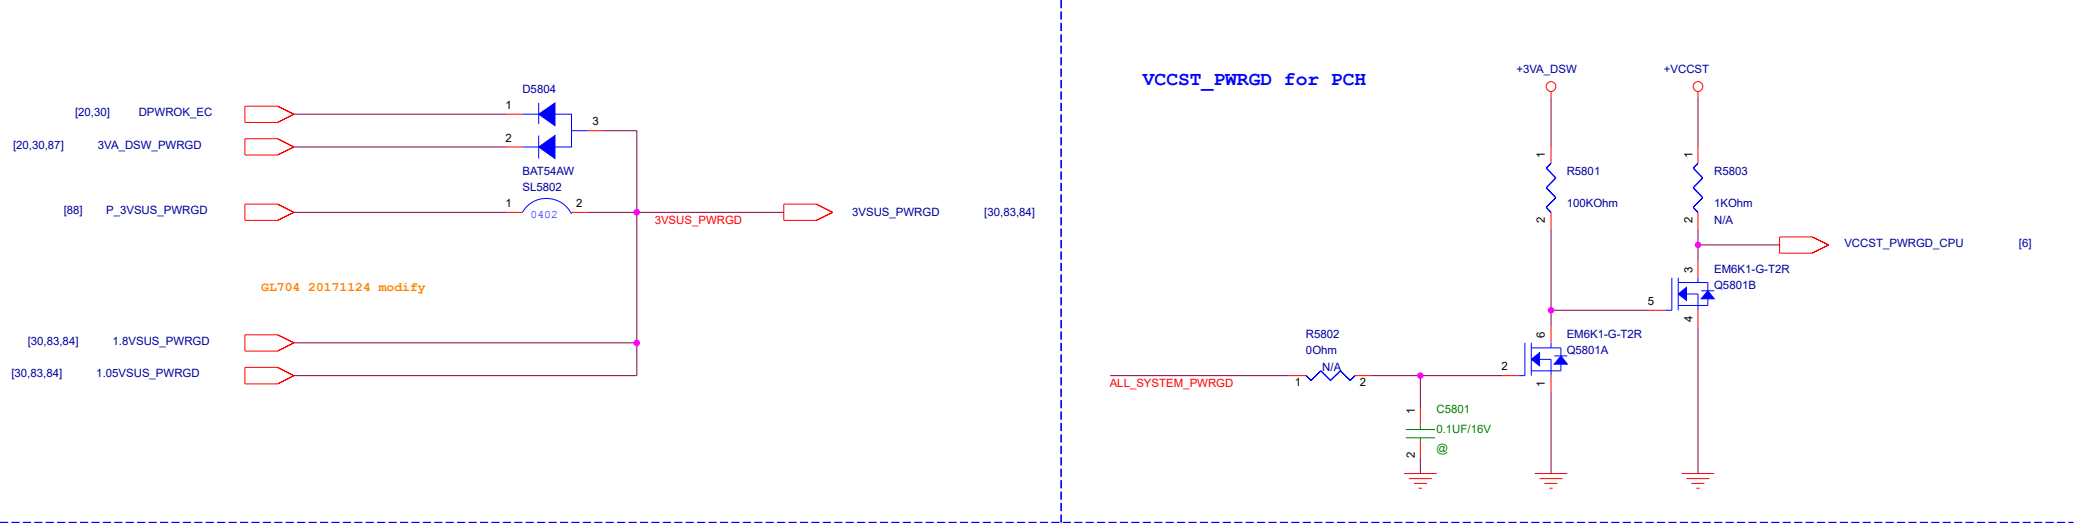 D5804
[20,30] DPWROK_EC
1
3
[20,30,87] 3VA_DSW_PWRGD
2
BAT54AW
SL5802
[88] P_3VSUS_PWRGD
1
0402
2
3VSUS_PWRGD
3VSUS_PWRGD [30,83,84]
GL704 20171124 modify
[30,83,84] 1.8VSUS_PWRGD
[30,83,84] 1.05VSUS_PWRGD
VCCST_PWRGD for PCH
+3VA_DSW
+VCCST
1
R5801
100KOhm
2
1
R5803
1KOhm
N/A
2
VCCST_PWRGD_CPU [6]
3
EM6K1-G-T2R
Q5801B
5
4
R5802
0Ohm
N/A
6
EM6K1-G-T2R
Q5801A
2
1
ALL_SYSTEM_PWRGD
1
2
1
C5801
0.1UF/16V
@
2